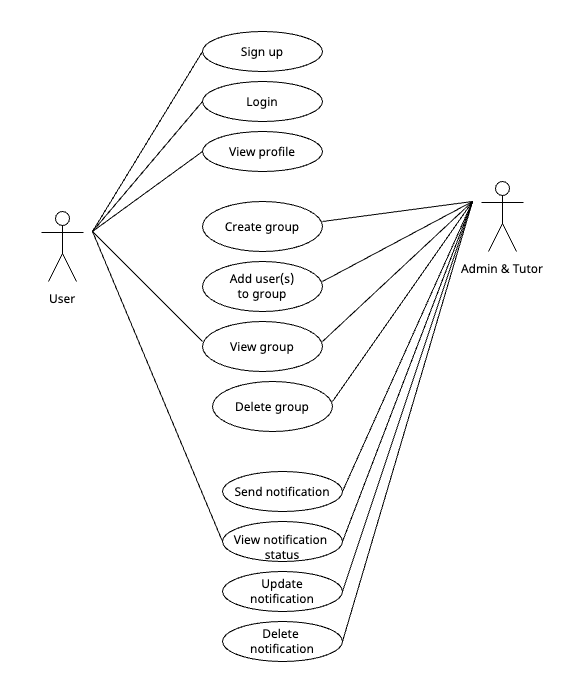 Sign up
Login
View profile
Create group
Add user(s)
to group
View group
Delete group
Send notification
View notification
status
Update
notification
Delete
notification
User
Admin & Tutor